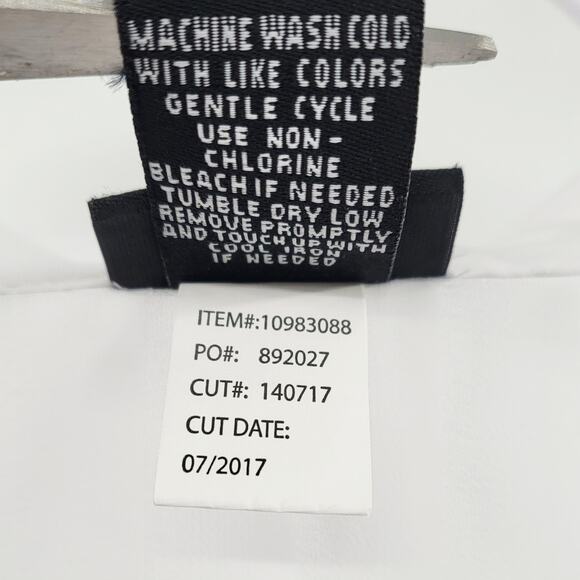 MACHINE WASH COLD
WITH LIKE COLORS
GENTLE CYCLE
USE NON-
CHLORINE
BLEACH IF NEEDED
TUMBLE DRY LOW
REMOVE PROMPTLY
AND TOUCH UP WITH
COOL IRON
IF NEEDED
ITEM#:10983088
PO#: 892027
CUT#: 140717
CUT DATE:
07/2017